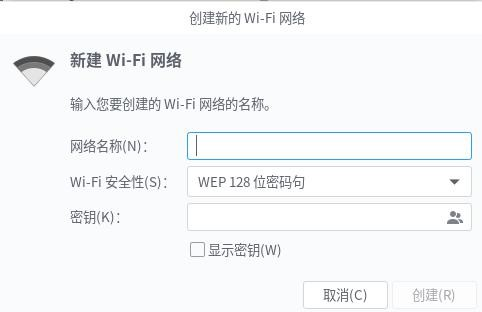 创建新的 Wi-Fi 网络
新建 Wi-Fi 网络
输入您要创建的 Wi-Fi 网络的名称。
网络名称(N)：
Wi-Fi 安全性(S)： WEP 128 位密码句
密钥(K)：
显示密钥(W)
取消(C) 创建(R)